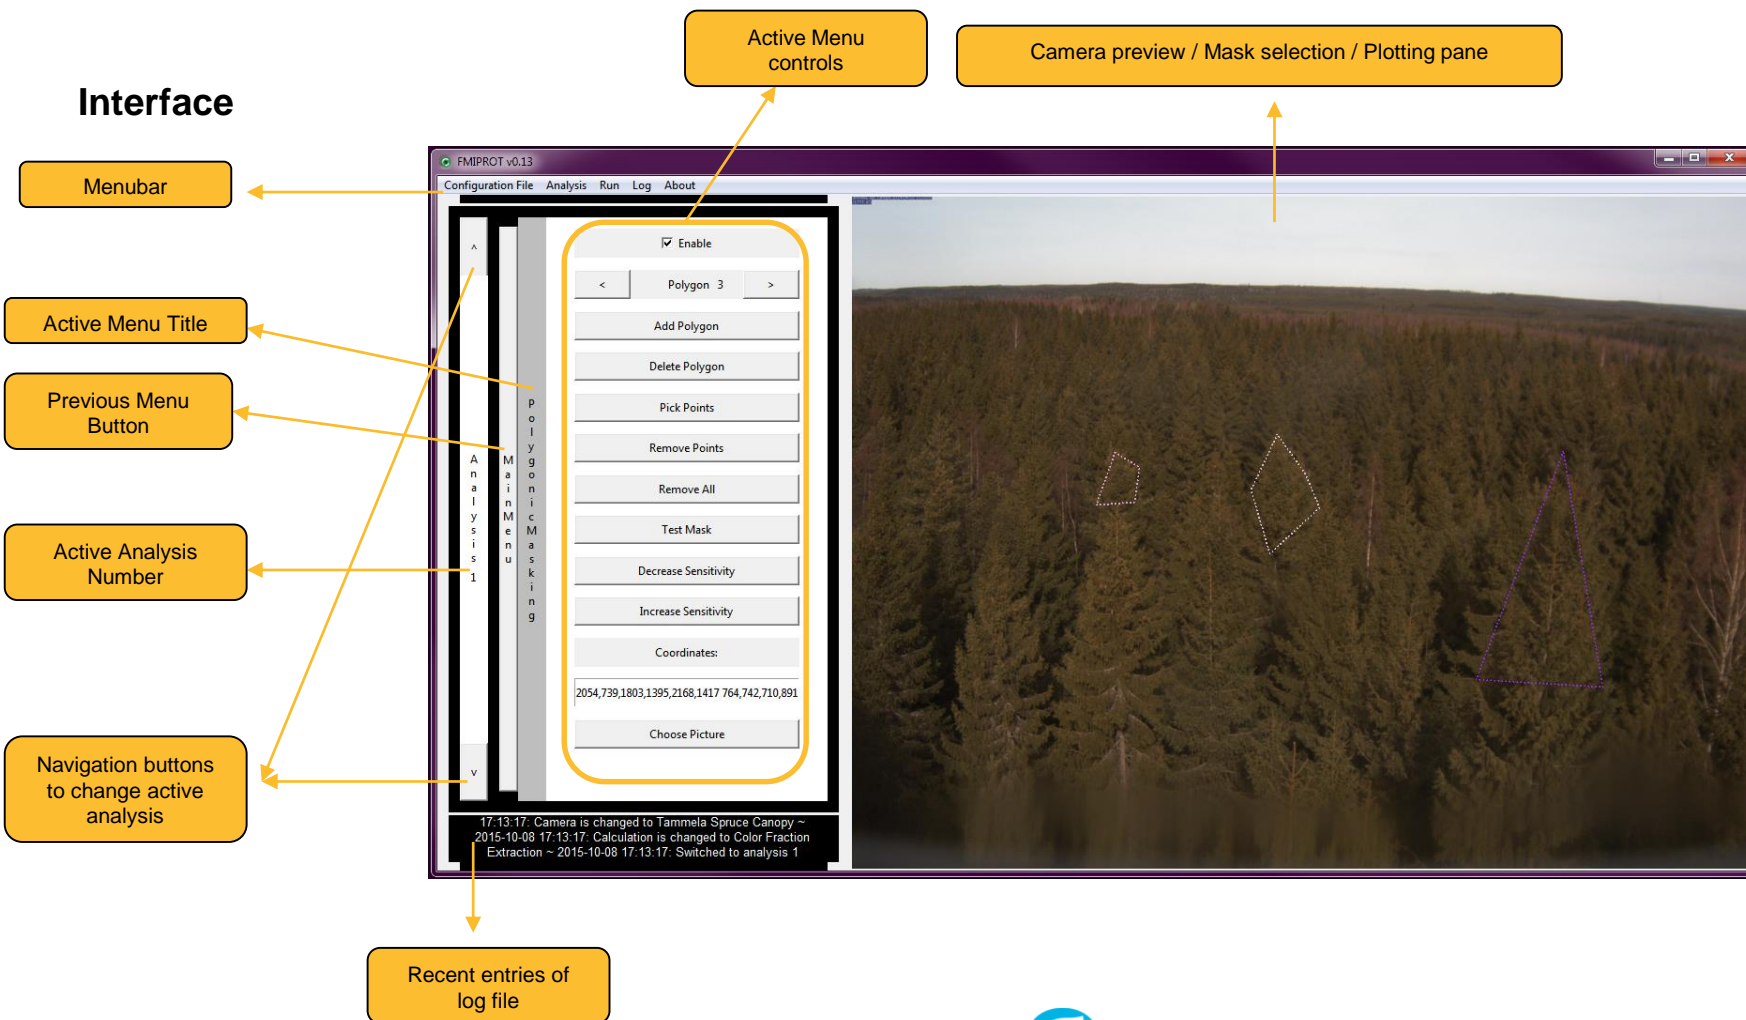 Active Menu
controls
Camera preview / Mask selection / Plotting pane
Interface
Menubar
Active Menu Title
Previous Menu
Button
Active Analysis
Number
Navigation buttons
to change active
analysis
FMIPROT v0.13
Configuration File Analysis Run Log About
^
Analysis 1
v
MainMenu
PolygonicMasking
Enable
< Polygon 3 >
Add Polygon
Delete Polygon
Pick Points
Remove Points
Remove All
Test Mask
Decrease Sensitivity
Increase Sensitivity
Coordinates:
2054,739,1803,1395,2168,1417 764,742,710,891
Choose Picture
17:13:17: Camera is changed to Tammela Spruce Canopy ~
2015-10-08 17:13:17: Calculation is changed to Color Fraction
Extraction ~ 2015-10-08 17:13:17: Switched to analysis 1
Recent entries of
log file